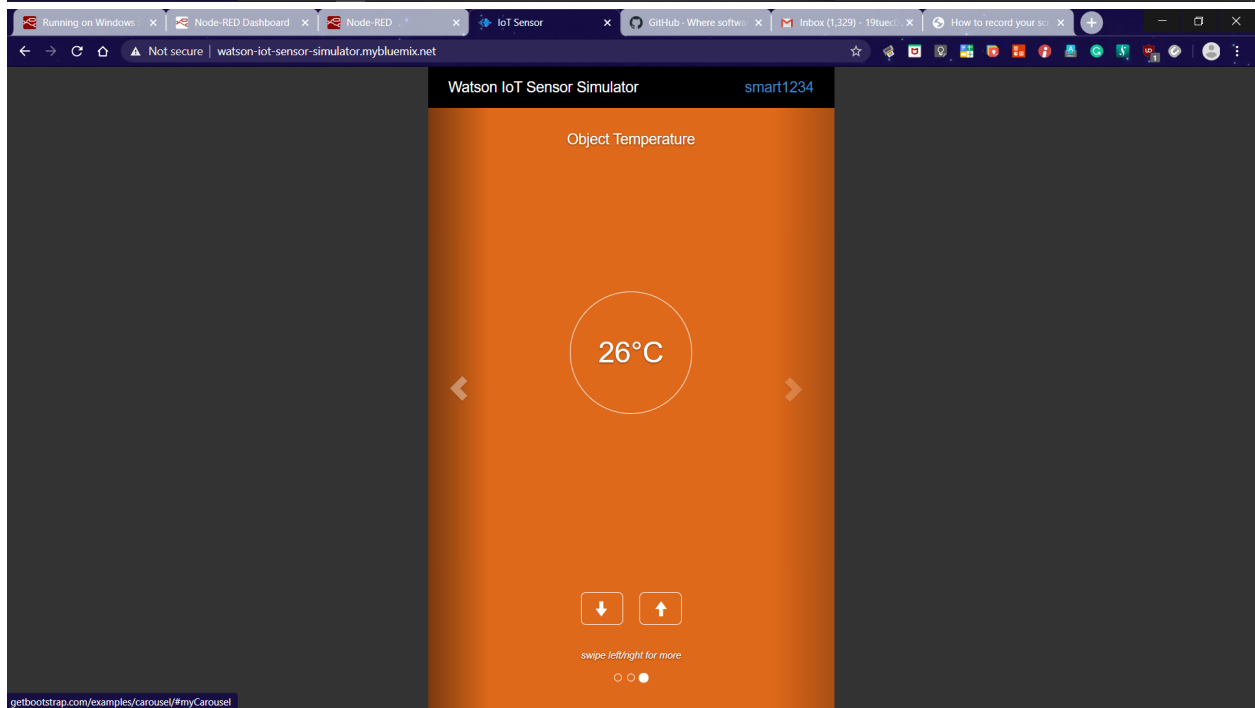 Running on Windows
Node-RED Dashboard
Node-RED
IoT Sensor
GitHub - Where softw
Inbox (1,329) -
How to record your
Not secure | watson-iot-sensor-simulator.mybluemix.net
Watson IoT Sensor Simulator
smart1234
Object Temperature
26°C
swipe left/right for more
getbootstrap.com/examples/carousel/#myCarousel